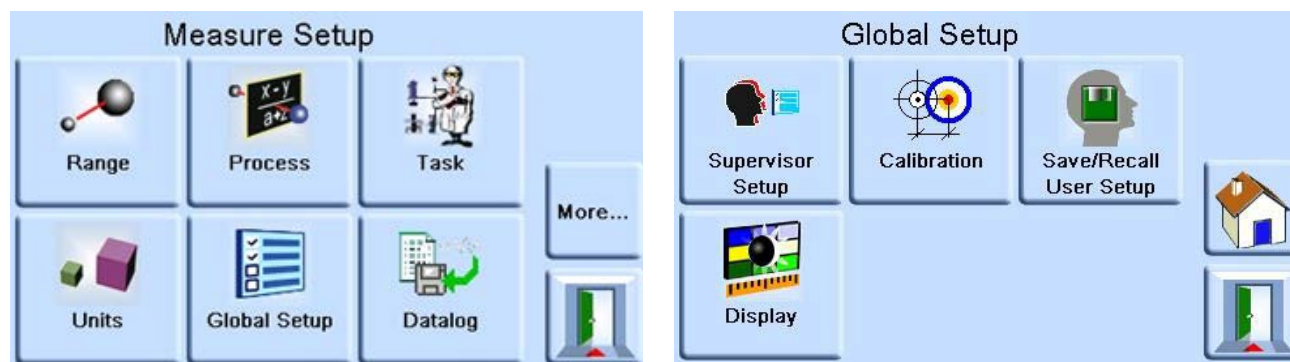 Measure Setup
Range
Process
x-y
a+z
Task
More...
Units
Global Setup
Datalog
Global Setup
Supervisor
Setup
Calibration
Save/Recall
User Setup
Display